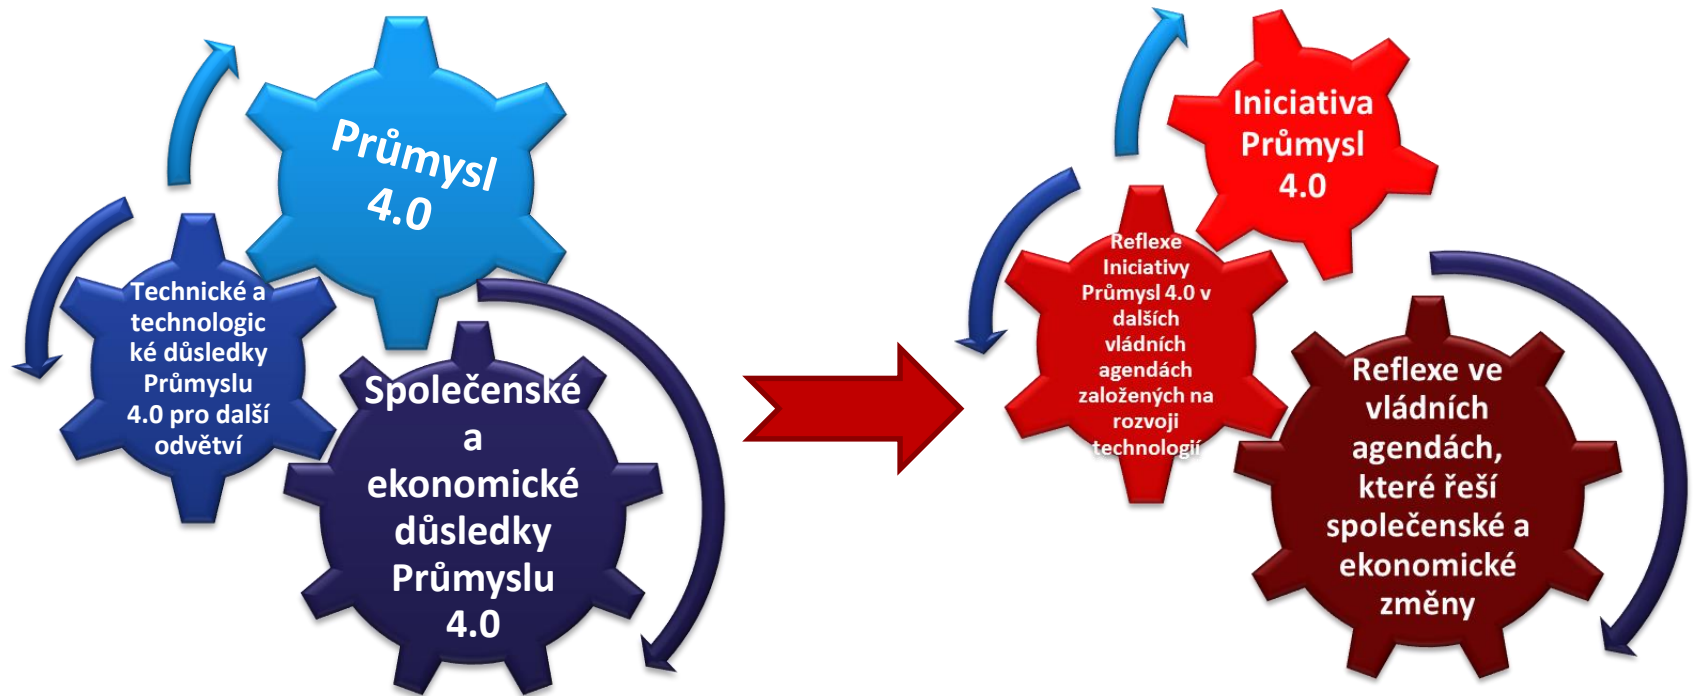 Průmysl
4.0
Technické a
technologic
ké důsledky
Průmyslu
4.0 pro další
odvětví
Společenské
a
ekonomické
důsledky
Průmyslu
4.0
Iniciativa
Průmysl
4.0
Reflexe
Iniciativy
Průmysl 4.0 v
dalších
vládních
agendách
založených na
rozvoji
technologií
Reflexe ve
vládních
agendách,
které řeší
společenské a
ekonomické
změny